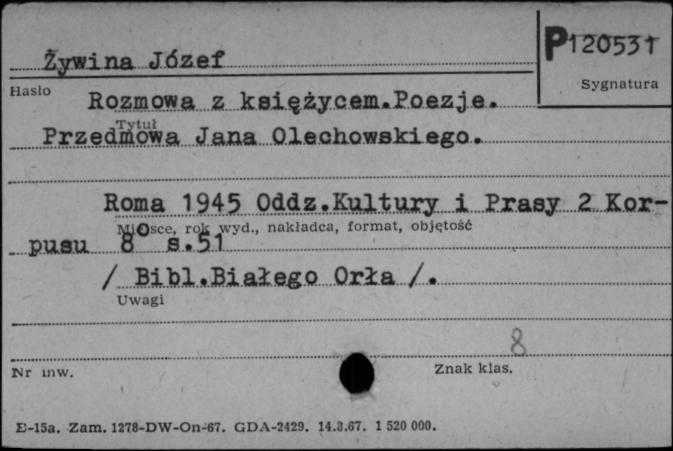 Żywina Józef
P120531
Hasło
Sygnatura
Rozmowa z księżycem.Poezje.
Tytuł
Przedmowa Jana Olechowskiego.
Roma 1945 Oddz.Kultury i Prasy 2 Kor-
Miejsce, rok wyd., nakładca, format, objętość
pusu 8° s.51
/ Bibl.Białego Orła /.
Uwagi
8
Nr inw.
Znak klas.
E-15a. Zam. 1278-DW-On-67. GDA-2429. 14.3.67. 1 520 000.